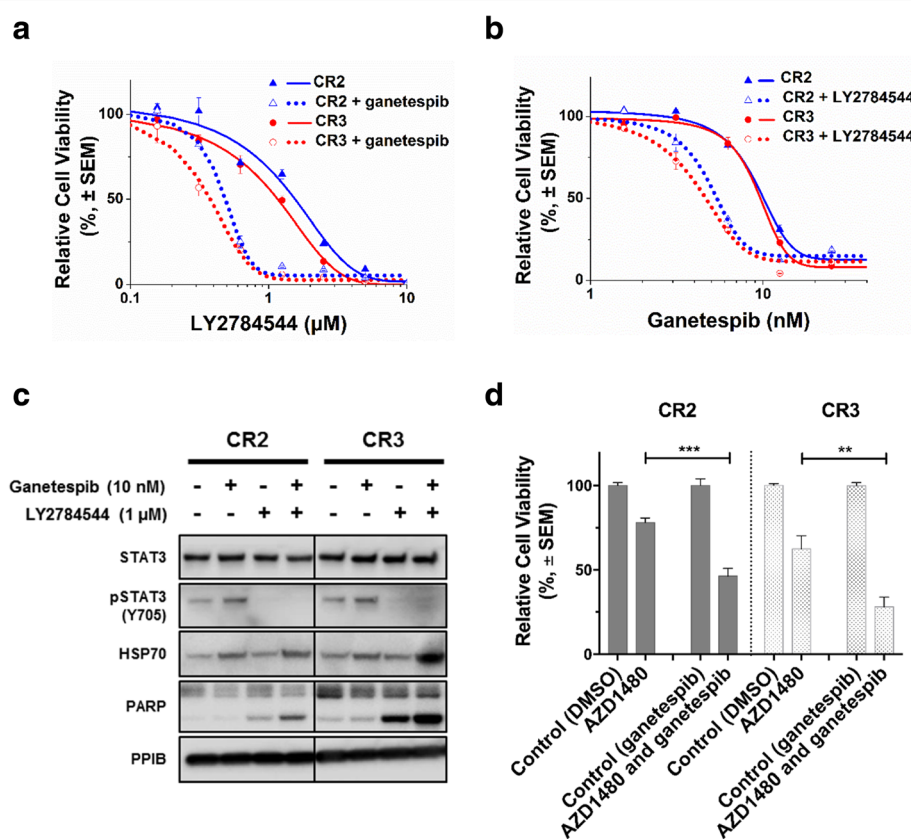 a
Relative Cell Viability
(%, ± SEM)
100
50
0
0.1
1
10
LY2784544 (µM)
CR2
CR2 + ganetespib
CR3
CR3 + ganetespib
b
Relative Cell Viability
(%, ± SEM)
100
50
0
1
10
Ganetespib (nM)
CR2
CR2 + LY2784544
CR3
CR3 + LY2784544
c
CR2 CR3
Ganetespib (10 nM) - + - + - + - +
LY2784544 (1 µM) - - + + - - + +
STAT3
pSTAT3
(Y705)
HSP70
PARP
PPIB
d
CR2 CR3
Relative Cell Viability
(%, ± SEM)
100
50
0
***
**
Control (DMSO)
AZD1480
Control (ganetespib)
AZD1480 and ganetespib
Control (DMSO)
AZD1480
Control (ganetespib)
AZD1480 and ganetespib